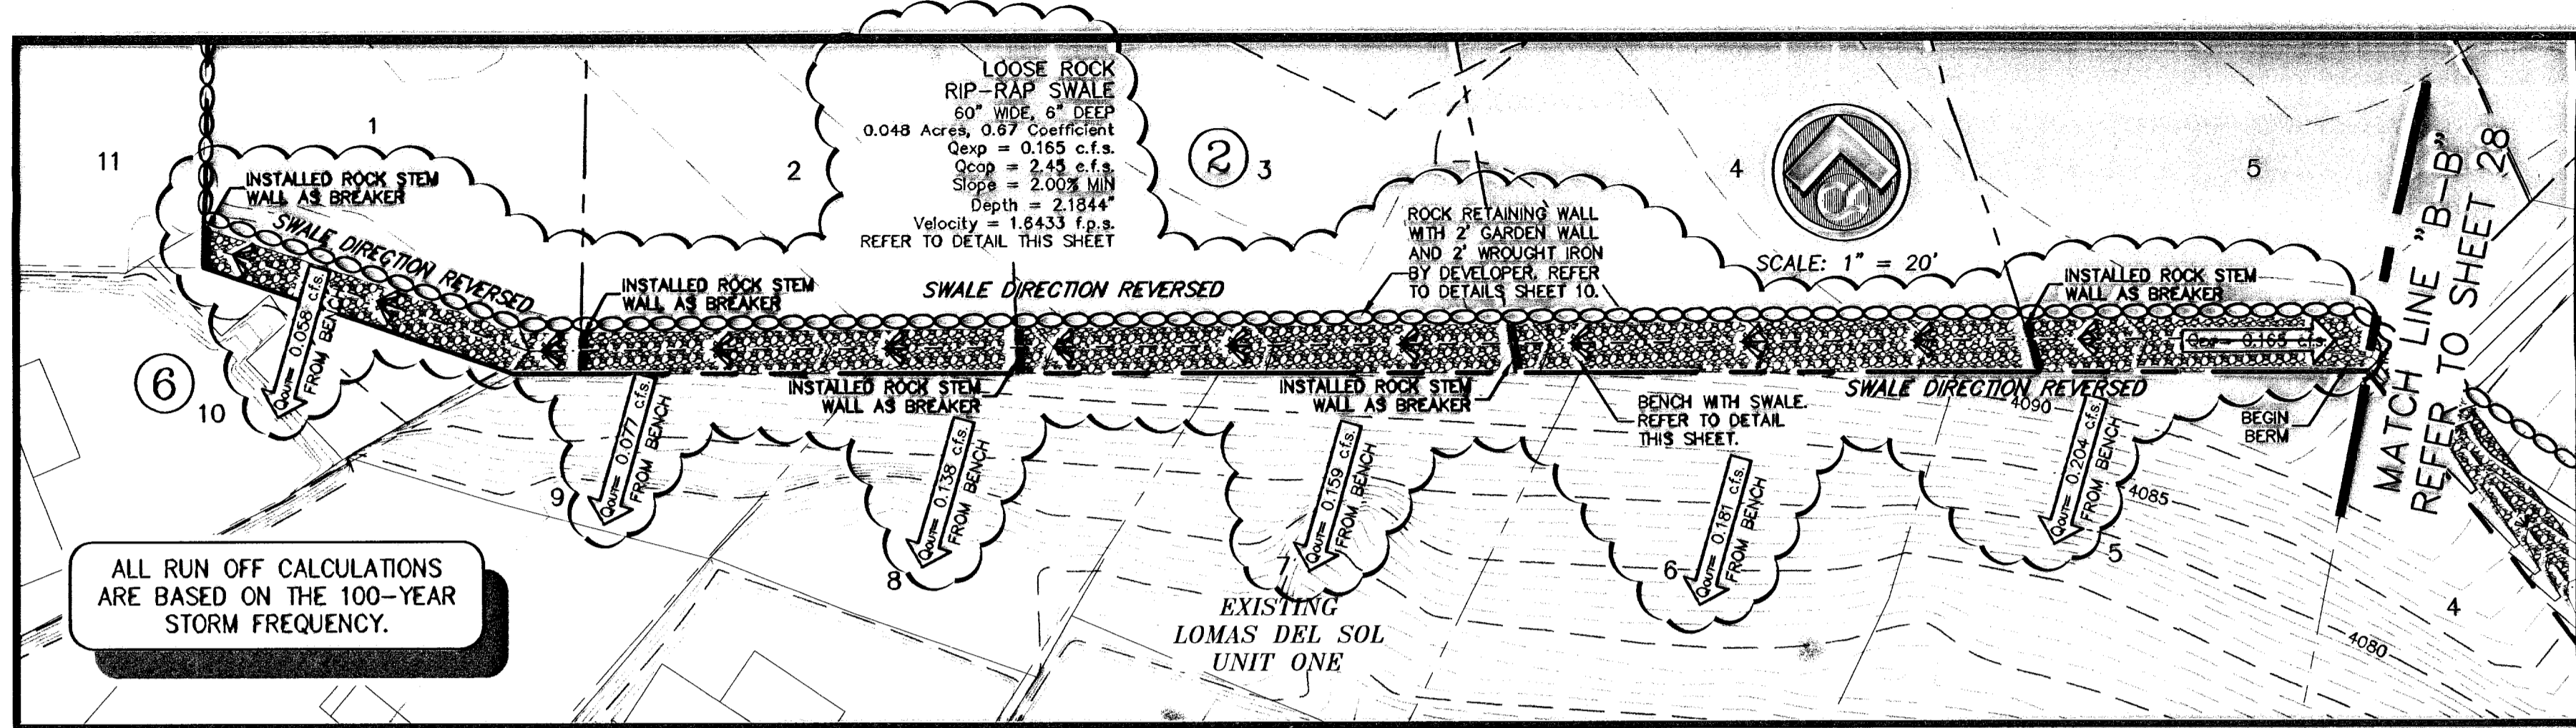 LOOSE ROCK
RIP-RAP SWALE
60" WIDE, 6" DEEP
0.048 Acres, 0.67 Coefficient
Qexp = 0.165 c.f.s.
Qcap = 2.45 c.f.s.
Slope = 2.00% MIN
Depth = 2.1844"
Velocity = 1.6433 f.p.s.
REFER TO DETAIL THIS SHEET
11
1
2
2
3
4
5
INSTALLED ROCK STEM
WALL AS BREAKER
SWALE DIRECTION REVERSED
INSTALLED ROCK STEM
WALL AS BREAKER
SWALE DIRECTION REVERSED
ROCK RETAINING WALL
WITH 2' GARDEN WALL
AND 2' WROUGHT IRON
BY DEVELOPER, REFER
TO DETAILS SHEET 10.
SCALE: 1" = 20'
INSTALLED ROCK STEM
WALL AS BREAKER
MATCH LINE "B-B"
REFER TO SHEET 28
Qexp= 0.165 c.f.s.
6
10
QOUT= 0.058 c.f.s.
FROM BENCH
INSTALLED ROCK STEM
WALL AS BREAKER
INSTALLED ROCK STEM
WALL AS BREAKER
BENCH WITH SWALE.
REFER TO DETAIL
THIS SHEET.
SWALE DIRECTION REVERSED
4090
BEGIN
BERM
9
QOUT= 0.077 c.f.s.
FROM BENCH
8
QOUT= 0.138 c.f.s.
FROM BENCH
7
QOUT= 0.159 c.f.s.
FROM BENCH
6
QOUT= 0.181 c.f.s.
FROM BENCH
5
QOUT= 0.204 c.f.s.
FROM BENCH
4085
4
4080
EXISTING
LOMAS DEL SOL
UNIT ONE
ALL RUN OFF CALCULATIONS
ARE BASED ON THE 100-YEAR
STORM FREQUENCY.